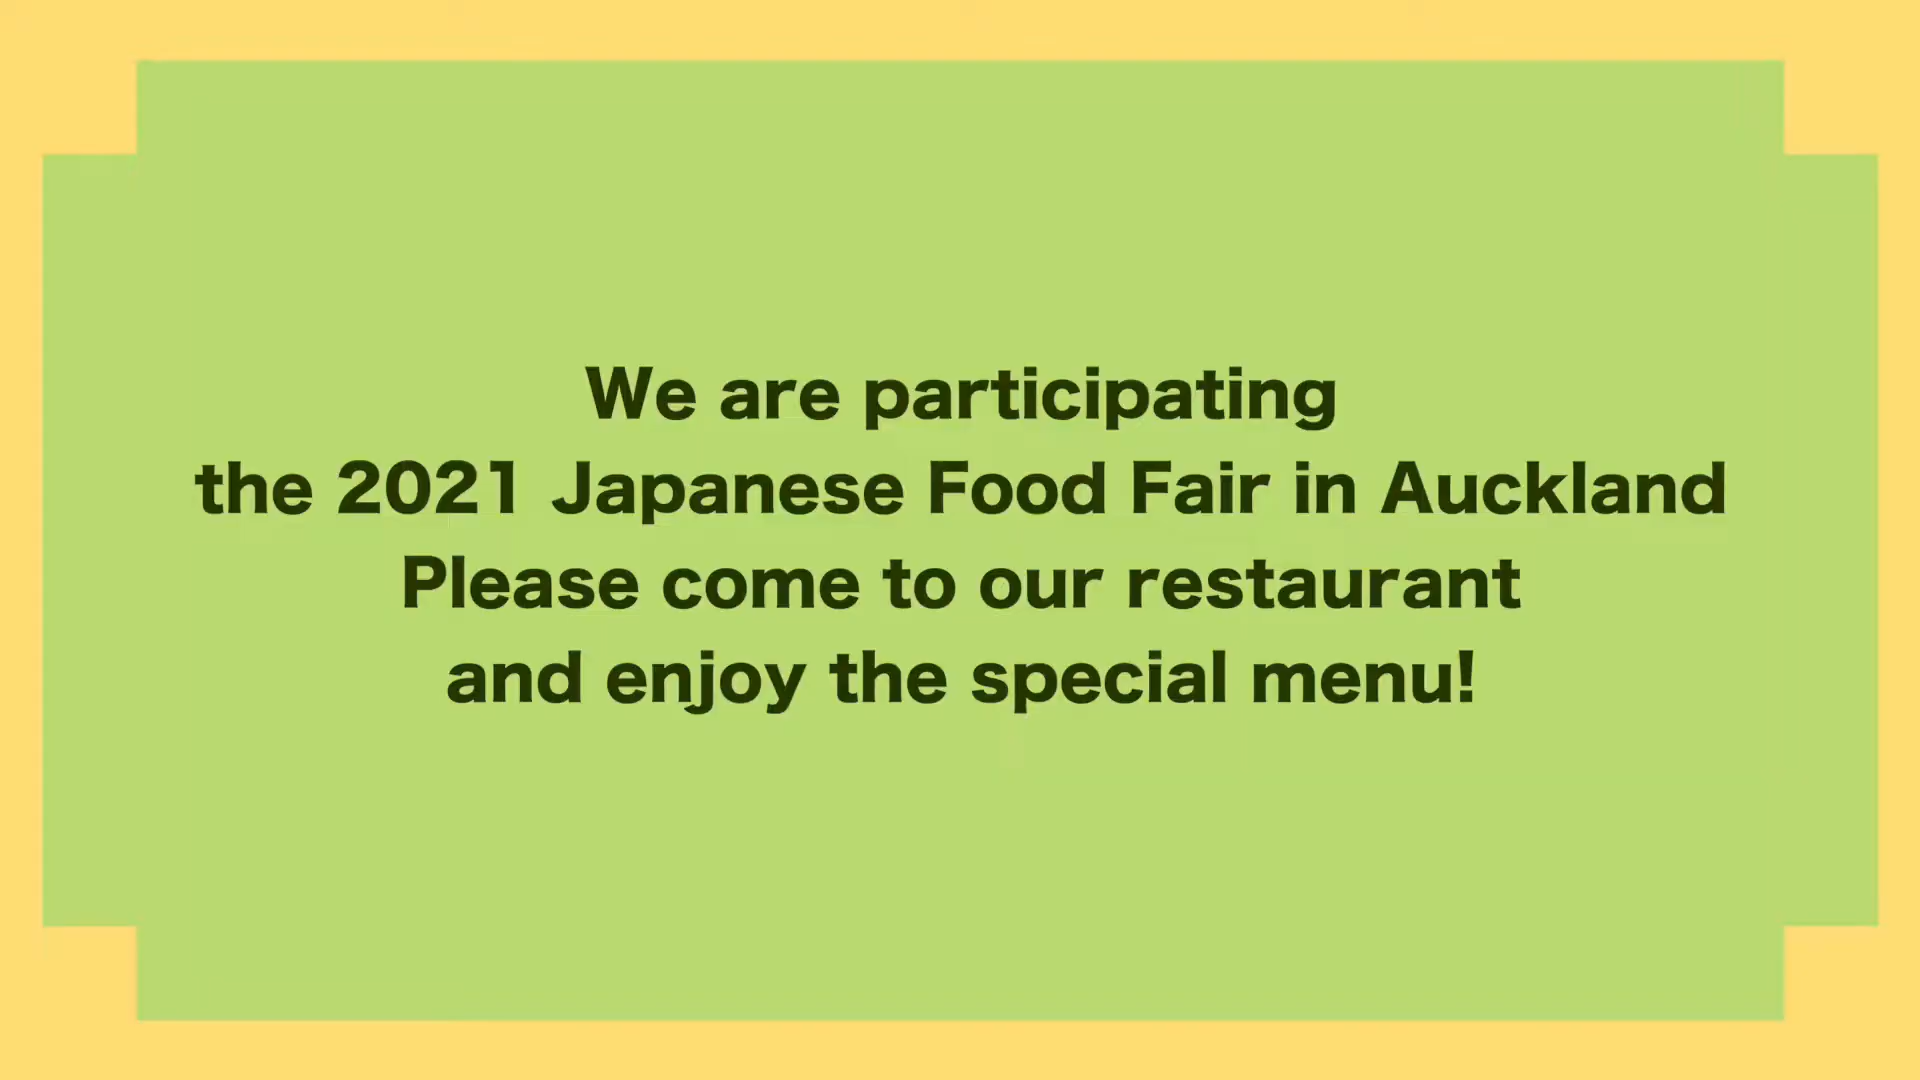 We are participating
the 2021 Japanese Food Fair in Auckland
Please come to our restaurant
and enjoy the special menu!